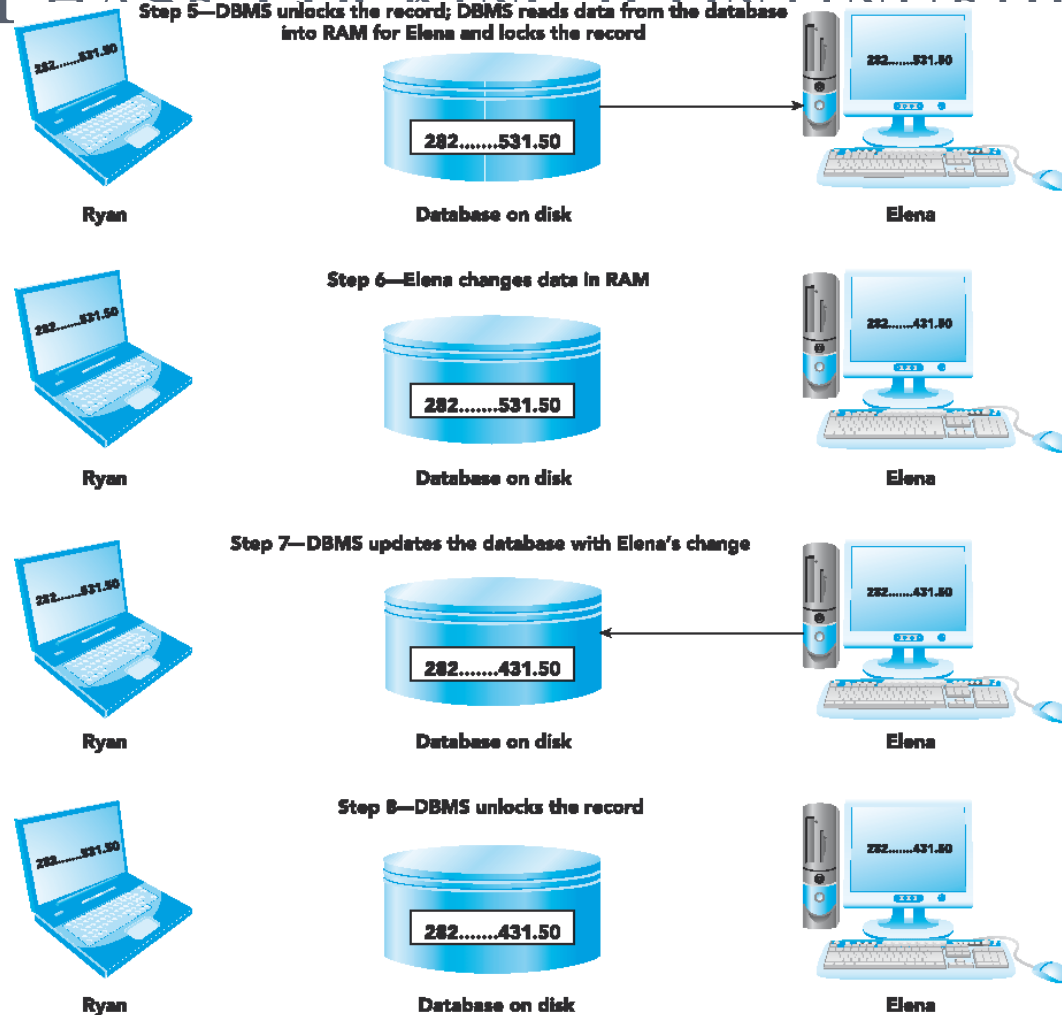 Step 5—DBMS unlocks the record; DBMS reads data from the database
into RAM for Elena and locks the record
282.......531.50
282.......531.50
282.......531.50
Ryan
Database on disk
Elena
Step 6—Elena changes data in RAM
282.......531.50
282.......531.50
282.......431.50
Ryan
Database on disk
Elena
Step 7—DBMS updates the database with Elena’s change
282.......531.50
282.......431.50
282.......431.50
Ryan
Database on disk
Elena
Step 8—DBMS unlocks the record
282.......531.50
282.......431.50
282.......431.50
Ryan
Database on disk
Elena